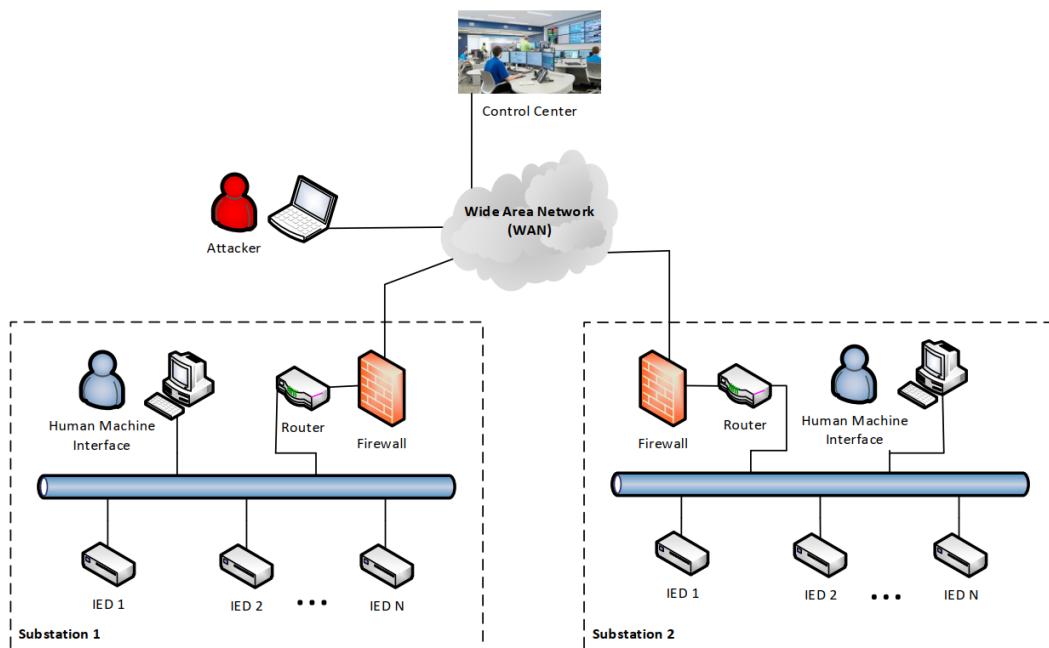 Control Center
Wide Area Network
(WAN)
Attacker
Human Machine
Interface
Router
Firewall
IED 1
IED 2
IED N
Substation 1
Firewall
Router
Human Machine
Interface
IED 1
IED 2
IED N
Substation 2